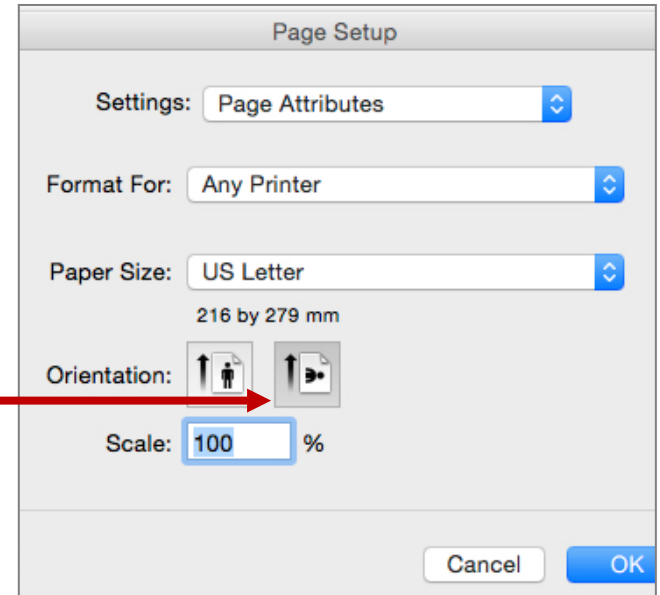 Page Setup
Settings: Page Attributes
Format For: Any Printer
Paper Size: US Letter
216 by 279 mm
Orientation:
Scale: 100 %
Cancel OK